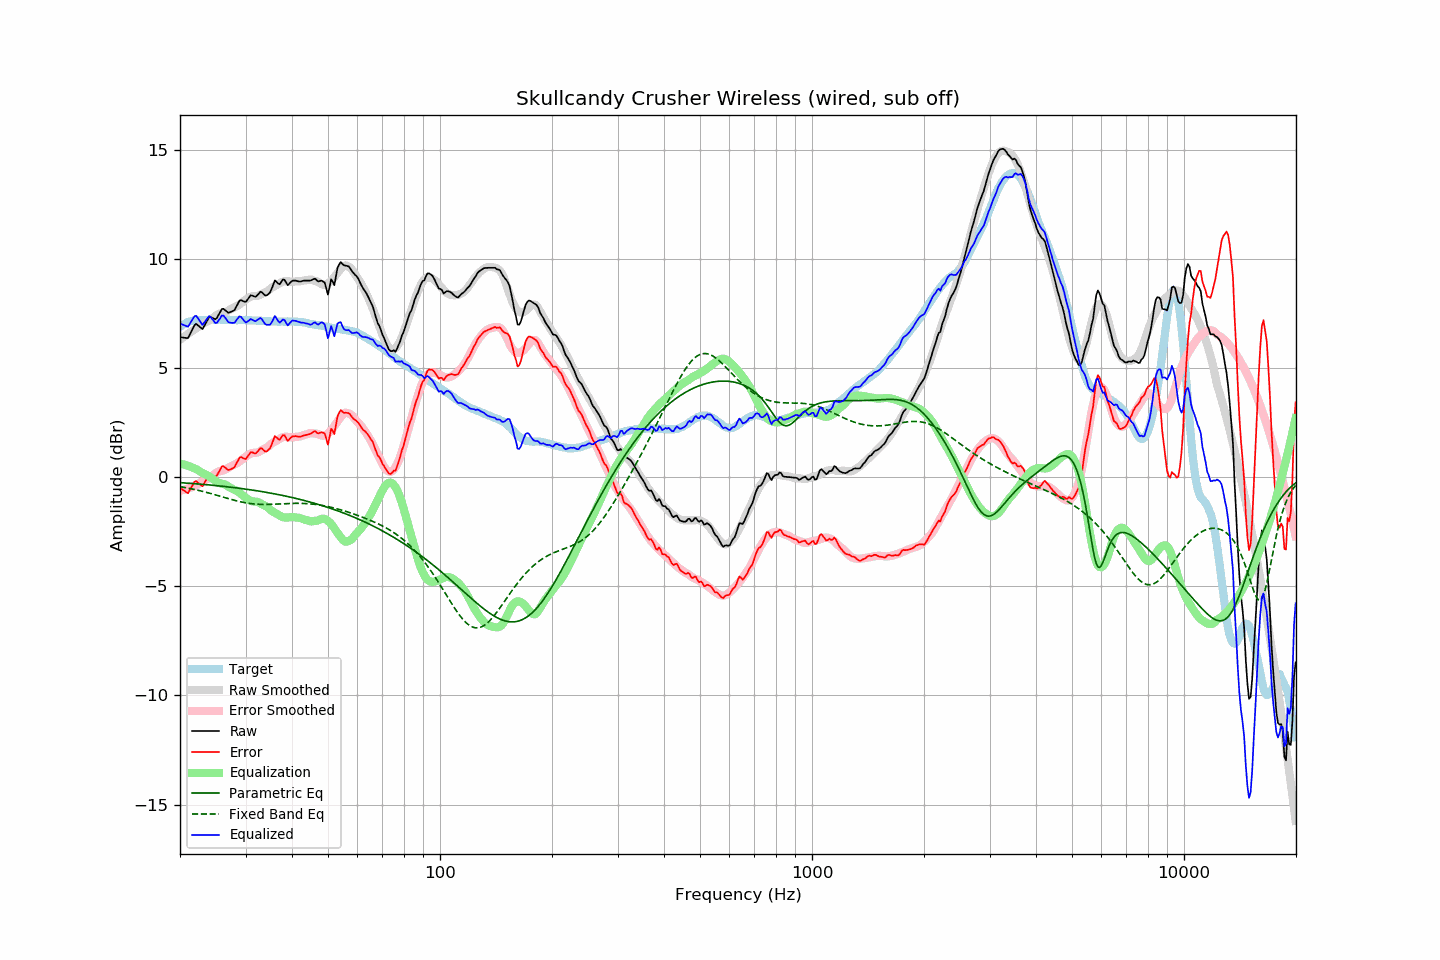 Skullcandy Crusher Wireless (wired, sub off)
15
10
5
0
−5
−10
−15
Amplitude (dBr)
Target
Raw Smoothed
Error Smoothed
Raw
Error
Equalization
Parametric Eq
Fixed Band Eq
Equalized
100
1000
10000
Frequency (Hz)